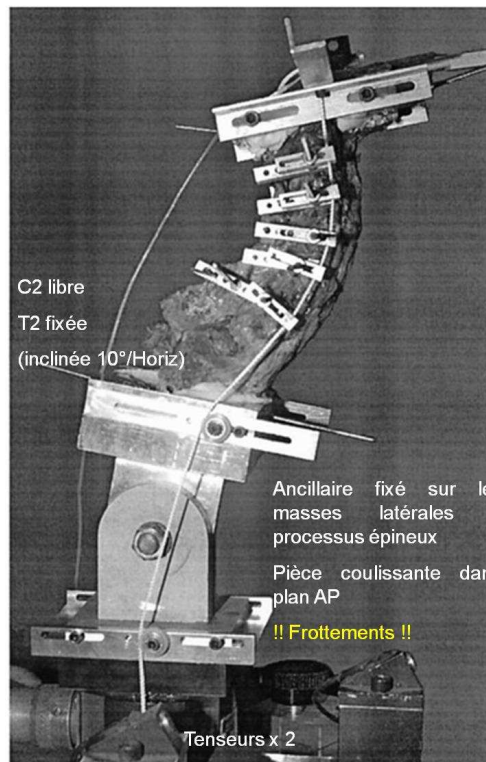 C2 libre
T2 fixée
(inclinée 10°/Horiz)
Ancillaire fixé sur le
masses latérales
processus épineux
Pièce coulissante dan
plan AP
!! Frottements !!
Tenseurs x 2